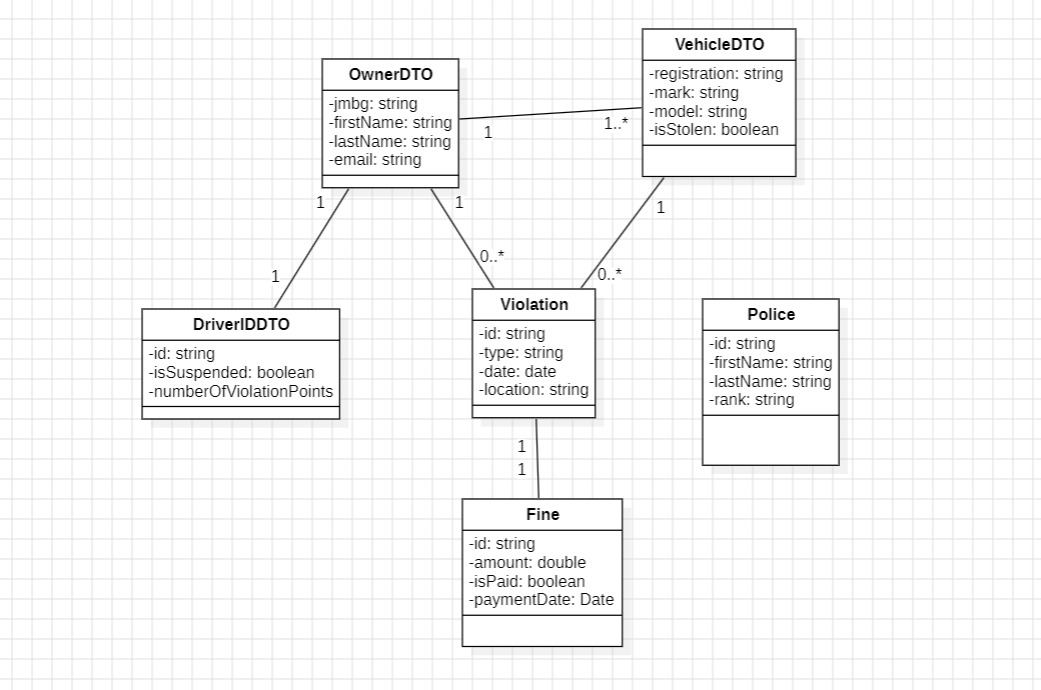 OwnerDTO
-jmbg: string
-firstName: string
-lastName: string
-email: string
VehicleDTO
-registration: string
-mark: string
-model: string
-isStolen: boolean
1
1..*
1
1
1
0..*
1
0..*
DriverIDDTO
-id: string
-isSuspended: boolean
-numberOfViolationPoints
Violation
-id: string
-type: string
-date: date
-location: string
Police
-id: string
-firstName: string
-lastName: string
-rank: string
1
1
Fine
-id: string
-amount: double
-isPaid: boolean
-paymentDate: Date